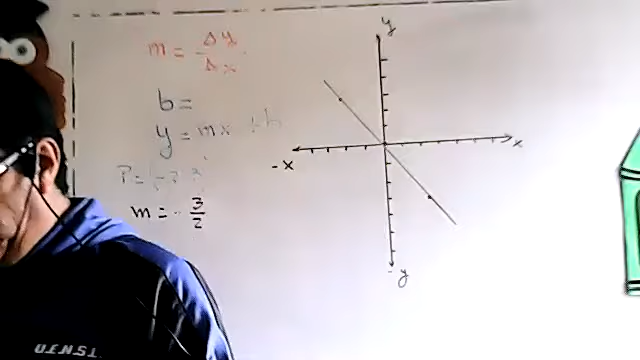 m = Δy
Δx
b =
y = mx + b
m = - 3
2
y
x
-x
-y